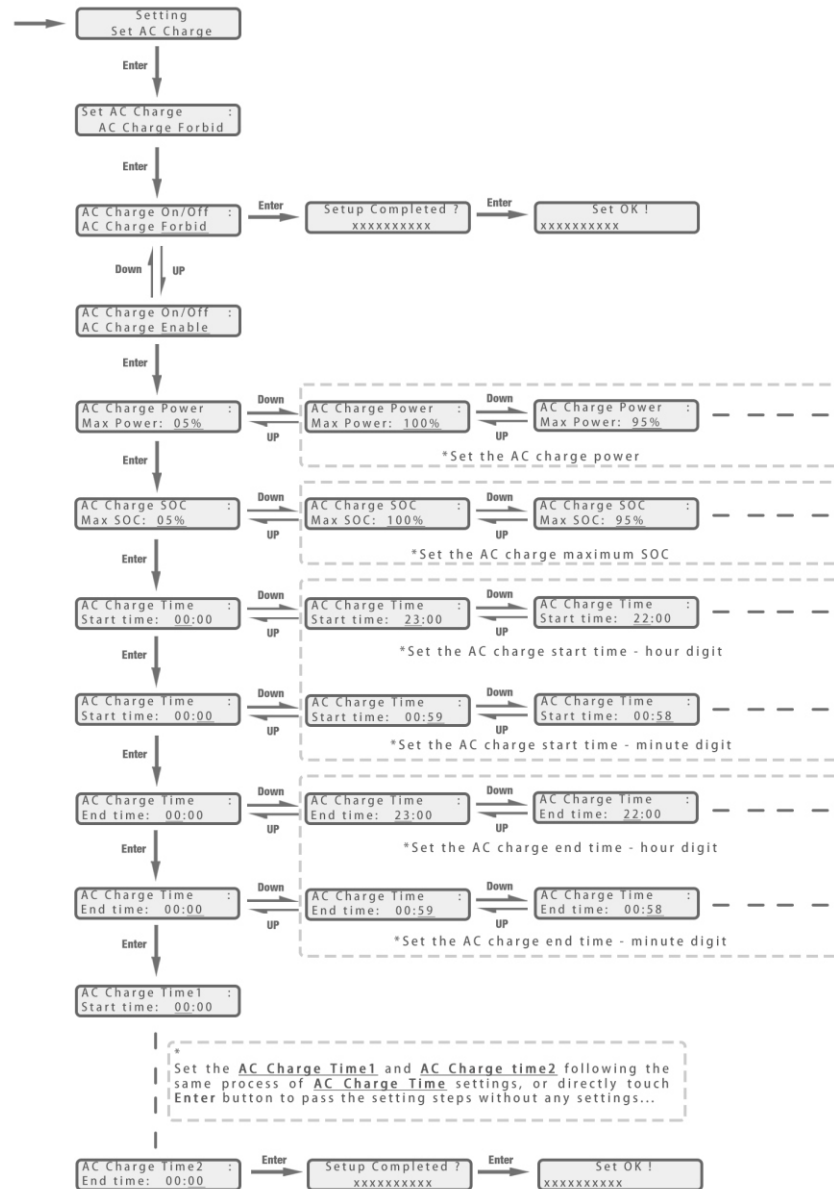 Setting
Set AC Charge
Enter
Set AC Charge :
AC Charge Forbid
Enter
AC Charge On/Off :
AC Charge Forbid
Enter
Setup Completed ?
xxxxxxxxxx
Enter
Set OK !
xxxxxxxxxx
Down UP
AC Charge On/Off :
AC Charge Enable
Enter
AC Charge Power :
Max Power: 05%
Down
UP
AC Charge Power :
Max Power: 100%
Down
UP
AC Charge Power :
Max Power: 95%
*Set the AC charge power
Enter
AC Charge SOC :
Max SOC: 05%
Down
UP
AC Charge SOC :
Max SOC: 100%
Down
UP
AC Charge SOC :
Max SOC: 95%
*Set the AC charge maximum SOC
Enter
AC Charge Time :
Start time: 00:00
Down
UP
AC Charge Time :
Start time: 23:00
Down
UP
AC Charge Time :
Start time: 22:00
*Set the AC charge start time - hour digit
Enter
AC Charge Time :
Start time: 00:00
Down
UP
AC Charge Time :
Start time: 00:59
Down
UP
AC Charge Time :
Start time: 00:58
*Set the AC charge start time - minute digit
Enter
AC Charge Time :
End time: 00:00
Down
UP
AC Charge Time :
End time: 23:00
Down
UP
AC Charge Time :
End time: 22:00
*Set the AC charge end time - hour digit
Enter
AC Charge Time :
End time: 00:00
Down
UP
AC Charge Time :
End time: 00:59
Down
UP
AC Charge Time :
End time: 00:58
*Set the AC charge end time - minute digit
Enter
AC Charge Time1 :
Start time: 00:00
*
Set the AC Charge Time1 and AC Charge time2 following the
same process of AC Charge Time settings, or directly touch
Enter button to pass the setting steps without any settings...
AC Charge Time2 :
End time: 00:00
Enter
Setup Completed ?
xxxxxxxxxx
Enter
Set OK !
xxxxxxxxxx